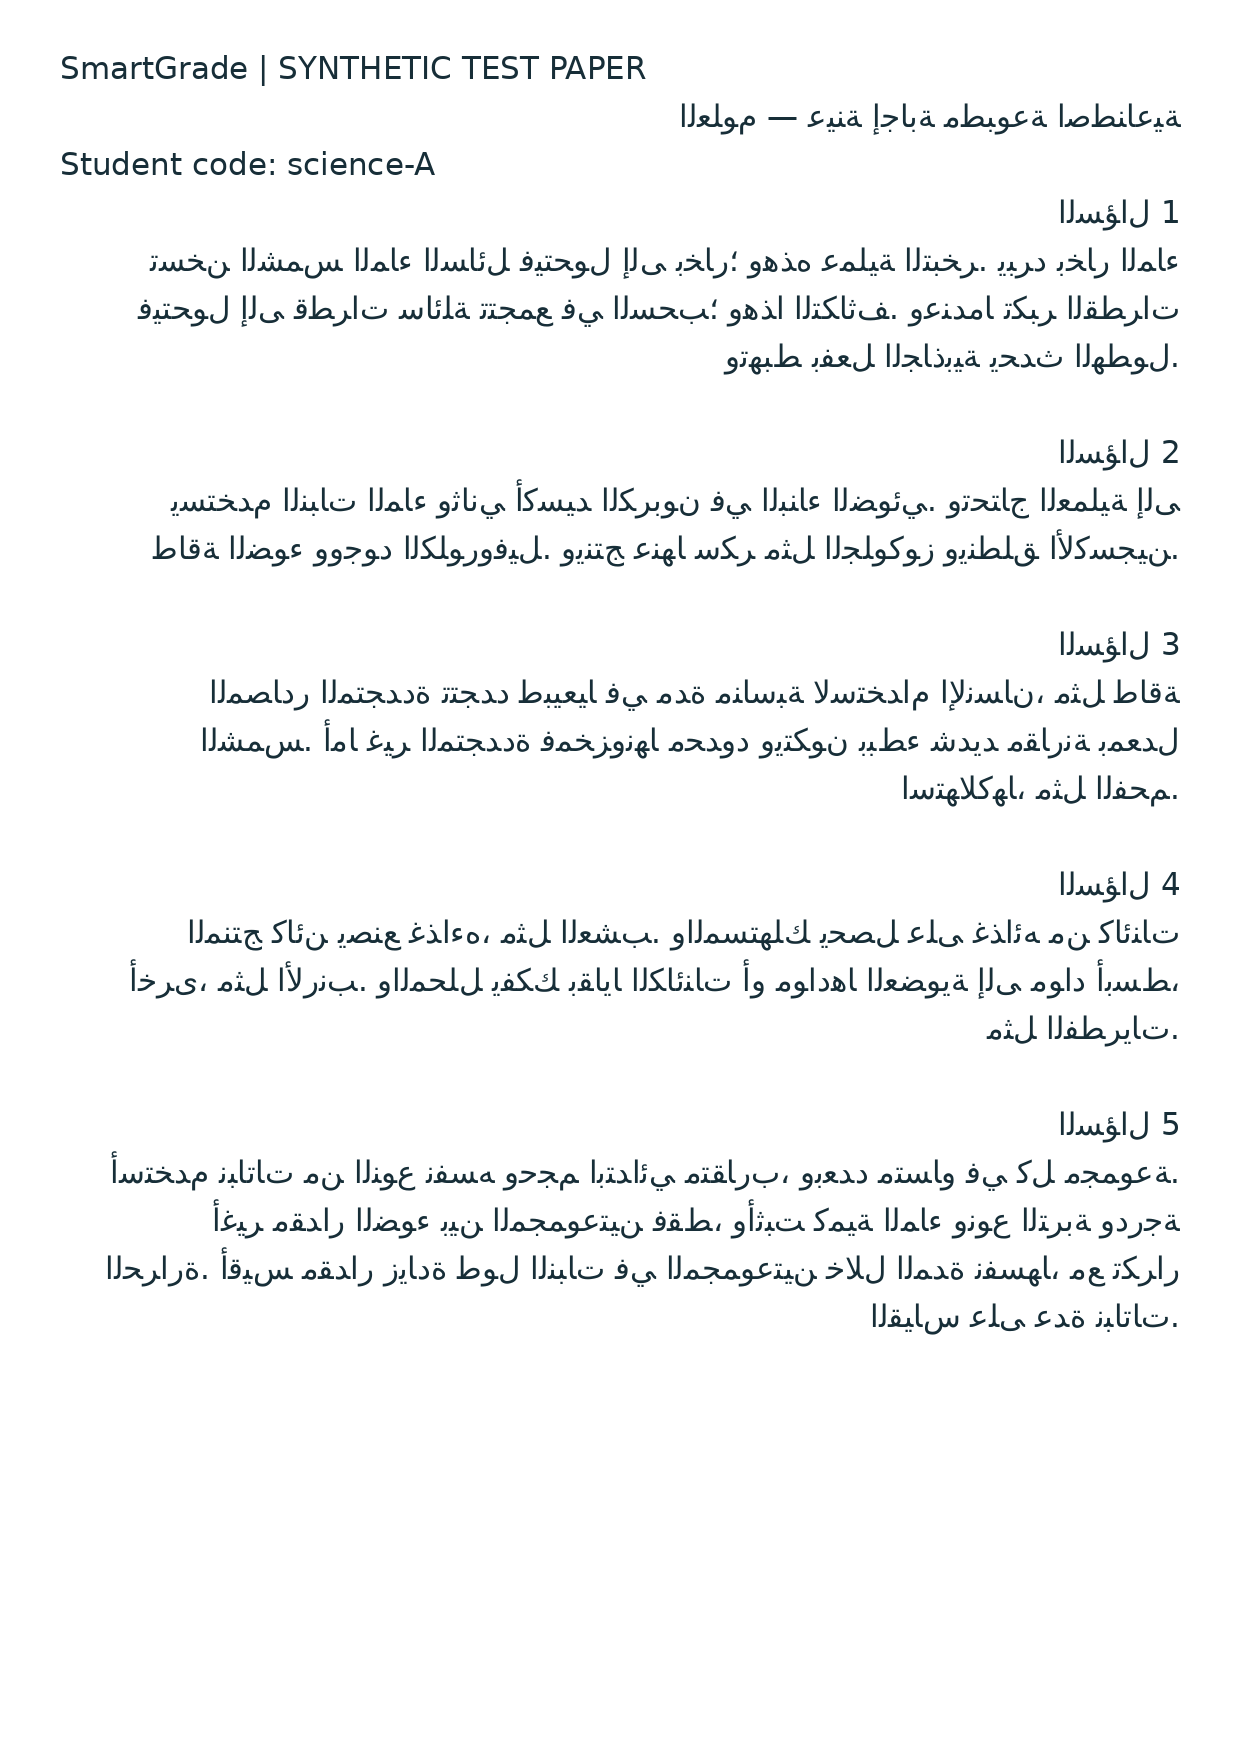 SmartGrade | SYNTHETIC TEST PAPER
العلوم — عينة إجابة مطبوعة اصطناعية
Student code: science-A
السؤال 1
تسخن الشمس الماء السائل فيتحول إلى بخار؛ وهذه عملية التبخر. يبرد بخار الماء
فيتحول إلى قطرات سائلة تتجمع في السحب؛ وهذا التكاثف. وعندما تكبر القطرات
وتهبط بفعل الجاذبية يحدث الهطول.
السؤال 2
يستخدم النبات الماء وثاني أكسيد الكربون في البناء الضوئي. وتحتاج العملية إلى
طاقة الضوء ووجود الكلوروفيل. وينتج عنها سكر مثل الجلوكوز وينطلق الأكسجين.
السؤال 3
المصادر المتجددة تتجدد طبيعيا في مدة مناسبة لاستخدام الإنسان، مثل طاقة
الشمس. أما غير المتجددة فمخزونها محدود ويتكون ببطء شديد مقارنة بمعدل
استهلاكها، مثل الفحم.
السؤال 4
المنتج كائن يصنع غذاءه، مثل العشب. والمستهلك يحصل على غذائه من كائنات
أخرى، مثل الأرنب. والمحلل يفكك بقايا الكائنات أو موادها العضوية إلى مواد أبسط،
مثل الفطريات.
السؤال 5
أستخدم نباتات من النوع نفسه وحجم ابتدائي متقارب، وبعدد متساو في كل مجموعة.
أغير مقدار الضوء بين المجموعتين فقط، وأثبت كمية الماء ونوع التربة ودرجة
الحرارة. أقيس مقدار زيادة طول النبات في المجموعتين خلال المدة نفسها، مع تكرار
القياس على عدة نباتات.